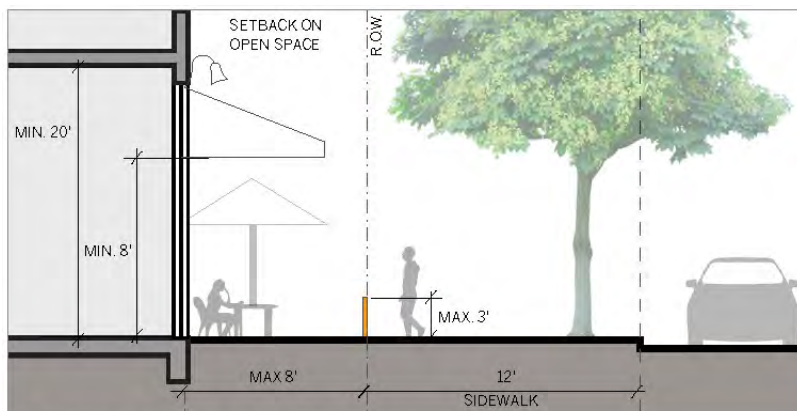 SETBACK ON
OPEN SPACE
R.O.W.
MIN. 20'
MIN. 8'
MAX. 3'
MAX 8'
12'
SIDEWALK